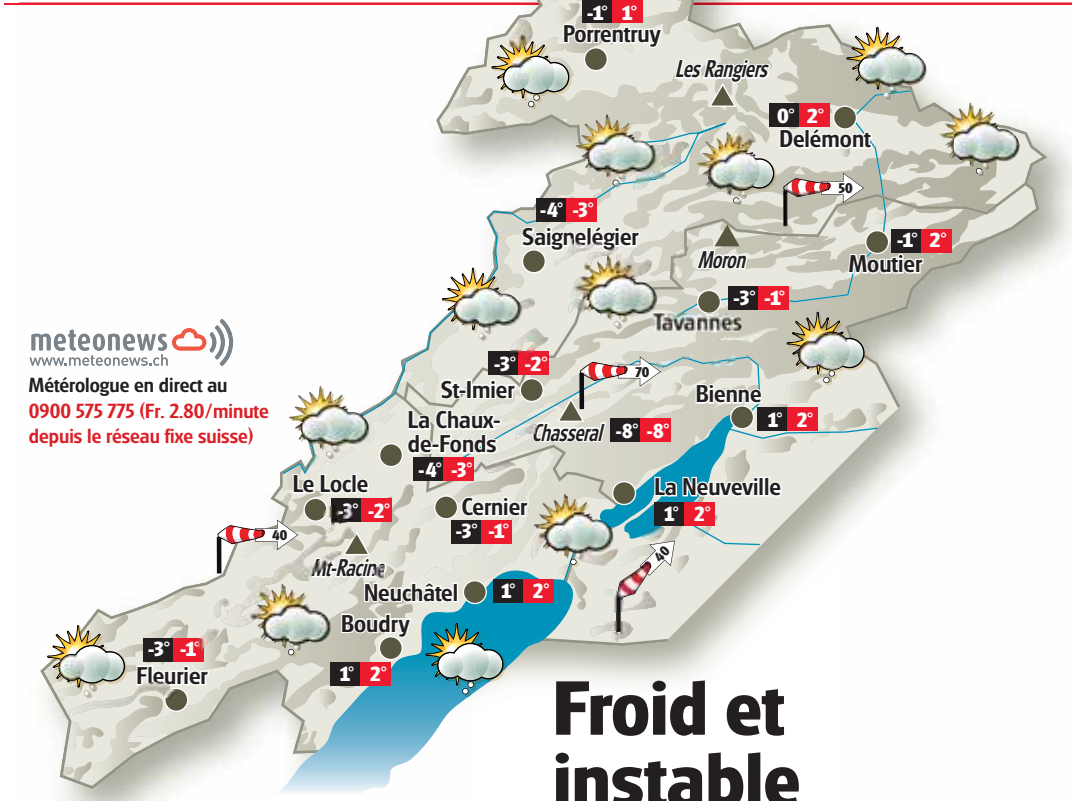 -1° 1°
Porrentruy
Les Rangiers
0° 2°
Delémont
50
-4° -3°
Saignelégier
-1° 2°
Moutier
Moron
-3° -1°
Tavannes
meteonews
www.meteonews.ch
Métérologue en direct au
0900 575 775 (Fr. 2.80/minute
depuis le réseau fixe suisse)
-3° -2°
St-Imier
70
Bienne
1° 2°
Chasseral -8° -8°
La Chaux-
de-Fonds
-4° -3°
Le Locle
-3° -2°
Cernier
-3° -1°
La Neuveville
1° 2°
40
Mt-Racine
40
Neuchâtel 1° 2°
Boudry
1° 2°
-3° -1°
Fleurier
Froid et
instable